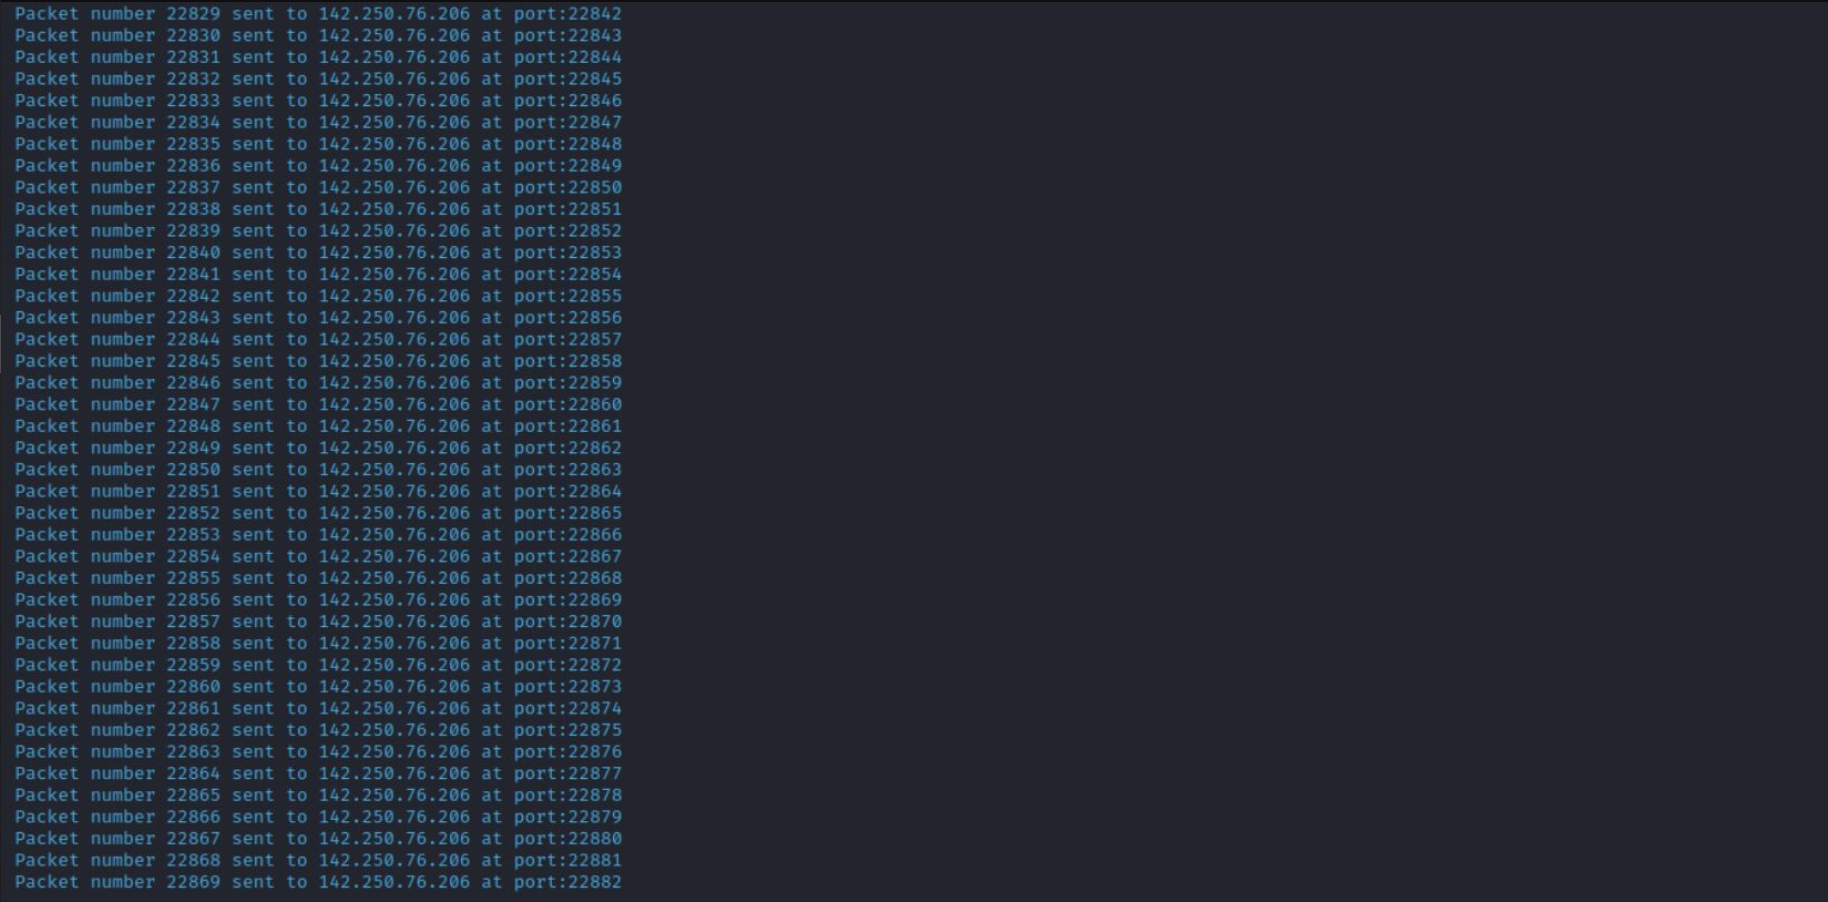 Packet number 22829 sent to 142.250.76.206 at port:22842
Packet number 22830 sent to 142.250.76.206 at port:22843
Packet number 22831 sent to 142.250.76.206 at port:22844
Packet number 22832 sent to 142.250.76.206 at port:22845
Packet number 22833 sent to 142.250.76.206 at port:22846
Packet number 22834 sent to 142.250.76.206 at port:22847
Packet number 22835 sent to 142.250.76.206 at port:22848
Packet number 22836 sent to 142.250.76.206 at port:22849
Packet number 22837 sent to 142.250.76.206 at port:22850
Packet number 22838 sent to 142.250.76.206 at port:22851
Packet number 22839 sent to 142.250.76.206 at port:22852
Packet number 22840 sent to 142.250.76.206 at port:22853
Packet number 22841 sent to 142.250.76.206 at port:22854
Packet number 22842 sent to 142.250.76.206 at port:22855
Packet number 22843 sent to 142.250.76.206 at port:22856
Packet number 22844 sent to 142.250.76.206 at port:22857
Packet number 22845 sent to 142.250.76.206 at port:22858
Packet number 22846 sent to 142.250.76.206 at port:22859
Packet number 22847 sent to 142.250.76.206 at port:22860
Packet number 22848 sent to 142.250.76.206 at port:22861
Packet number 22849 sent to 142.250.76.206 at port:22862
Packet number 22850 sent to 142.250.76.206 at port:22863
Packet number 22851 sent to 142.250.76.206 at port:22864
Packet number 22852 sent to 142.250.76.206 at port:22865
Packet number 22853 sent to 142.250.76.206 at port:22866
Packet number 22854 sent to 142.250.76.206 at port:22867
Packet number 22855 sent to 142.250.76.206 at port:22868
Packet number 22856 sent to 142.250.76.206 at port:22869
Packet number 22857 sent to 142.250.76.206 at port:22870
Packet number 22858 sent to 142.250.76.206 at port:22871
Packet number 22859 sent to 142.250.76.206 at port:22872
Packet number 22860 sent to 142.250.76.206 at port:22873
Packet number 22861 sent to 142.250.76.206 at port:22874
Packet number 22862 sent to 142.250.76.206 at port:22875
Packet number 22863 sent to 142.250.76.206 at port:22876
Packet number 22864 sent to 142.250.76.206 at port:22877
Packet number 22865 sent to 142.250.76.206 at port:22878
Packet number 22866 sent to 142.250.76.206 at port:22879
Packet number 22867 sent to 142.250.76.206 at port:22880
Packet number 22868 sent to 142.250.76.206 at port:22881
Packet number 22869 sent to 142.250.76.206 at port:22882